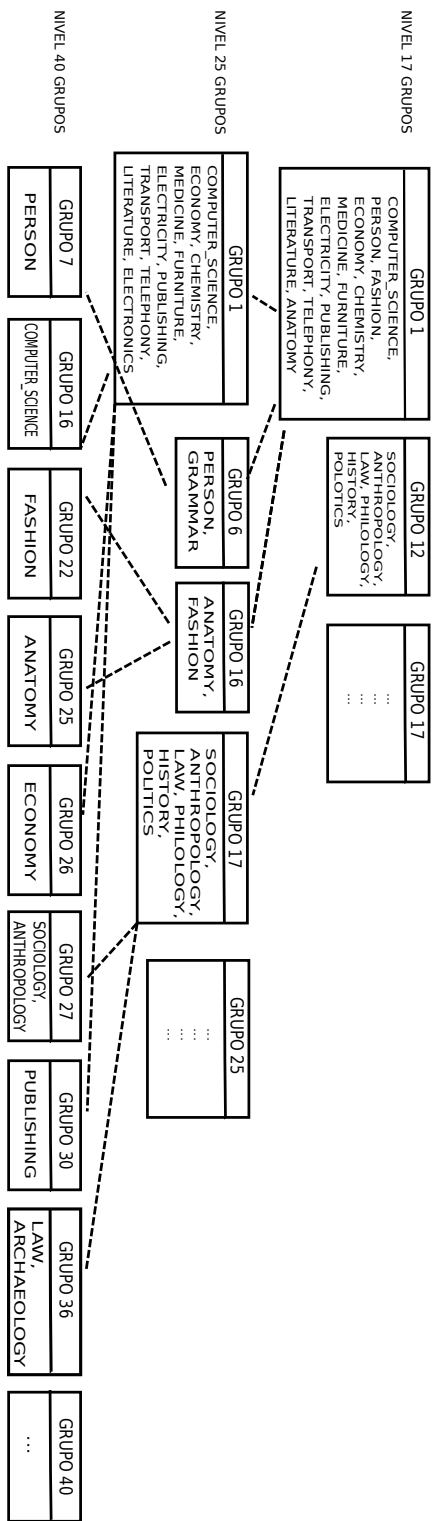 NIVEL 17 GRUPOS
GRUPO 1
COMPUTER_SCIENCE,
PERSON, FASHION,
ECONOMY, CHEMISTRY,
MEDICINE, FURNITURE,
ELECTRICITY, PUBLISHING,
TRANSPORT, TELEPHONY,
LITERATURE, ANATOMY
GRUPO 12
SOCIOLOGY,
ANTHROPOLOGY,
LAW, PHILOLOGY,
HISTORY,
POLOTICS
GRUPO 17
...
...
...
NIVEL 25 GRUPOS
GRUPO 1
COMPUTER_SCIENCE,
ECONOMY, CHEMISTRY,
MEDICINE, FURNITURE,
ELECTRICITY, PUBLISHING,
TRANSPORT, TELEPHONY,
LITERATURE, ELECTRONICS
GRUPO 6
PERSON,
GRAMMAR
GRUPO 16
ANATOMY,
FASHION
GRUPO 17
SOCIOLOGY,
ANTHROPOLOGY,
LAW, PHILOLOGY,
HISTORY,
POLITICS
GRUPO 25
...
...
...
...
NIVEL 40 GRUPOS
GRUPO 7
PERSON
GRUPO 16
COMPUTER_SCIENCE
GRUPO 22
FASHION
GRUPO 25
ANATOMY
GRUPO 26
ECONOMY
GRUPO 27
SOCIOLOGY,
ANTHROPOLOGY
GRUPO 30
PUBLISHING
GRUPO 36
LAW,
ARCHAEOLOGY
GRUPO 40
...